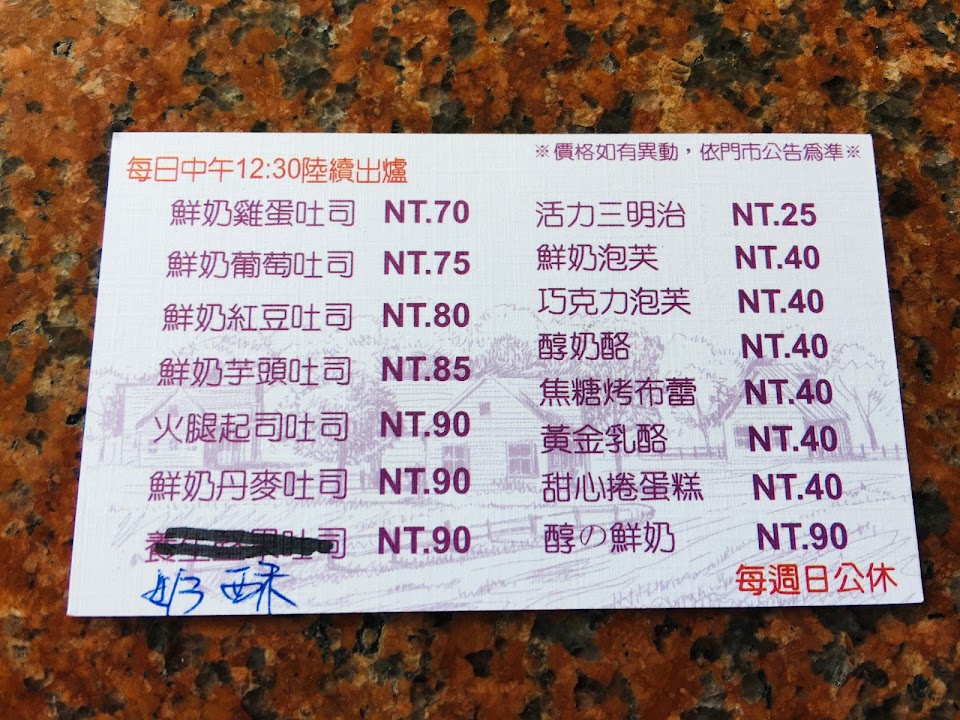 每日中午12:30陸續出爐
鮮奶雞蛋吐司 NT.70
鮮奶葡萄吐司 NT.75
鮮奶紅豆吐司 NT.80
鮮奶芋頭吐司 NT.85
火腿起司吐司 NT.90
鮮奶丹麥吐司 NT.90
吐司 NT.90
奶酥
※價格如有異動，依門市公告為準※
活力三明治 NT.25
鮮奶泡芙 NT.40
巧克力泡芙 NT.40
醇奶酪 NT.40
焦糖烤布蕾 NT.40
黃金乳酪 NT.40
甜心捲蛋糕 NT.40
醇の鮮奶 NT.90
每週日公休